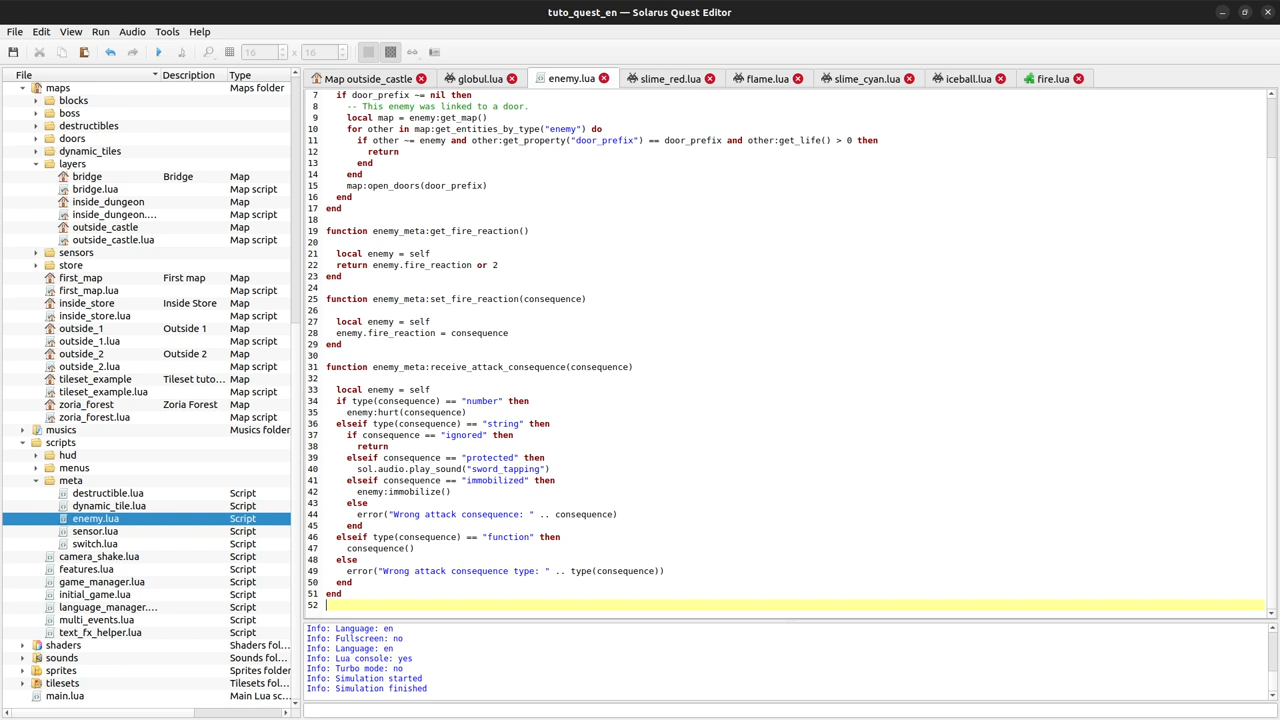 tuto_quest_en — Solarus Quest Editor
File Edit View Run Audio Tools Help
16 x 16
File Description Type
Map outside_castle globul.lua enemy.lua slime_red.lua flame.lua slime_cyan.lua iceball.lua fire.lua
maps Maps folder
blocks
boss
destructibles
doors
dynamic_tiles
layers
bridge Bridge Map
bridge.lua Map script
inside_dungeon Map
inside_dungeon.... Map script
outside_castle Map
outside_castle.lua Map script
sensors
store
first_map First map Map
first_map.lua Map script
inside_store Inside Store Map
inside_store.lua Map script
outside_1 Outside 1 Map
outside_1.lua Map script
outside_2 Outside 2 Map
outside_2.lua Map script
tileset_example Tileset tuto... Map
tileset_example.lua Map script
zoria_forest Zoria Forest Map
zoria_forest.lua Map script
musics Musics folder
scripts
hud
menus
meta
destructible.lua Script
dynamic_tile.lua Script
enemy.lua Script
sensor.lua Script
switch.lua Script
camera_shake.lua Script
features.lua Script
game_manager.lua Script
initial_game.lua Script
language_manager.... Script
multi_events.lua Script
text_fx_helper.lua Script
shaders Shaders fol...
sounds Sounds fol...
sprites Sprites folder
tilesets Tilesets fol...
main.lua Main Lua sc...
7 if door_prefix ~= nil then
8 -- This enemy was linked to a door.
9 local map = enemy:get_map()
10 for other in map:get_entities_by_type("enemy") do
11 if other ~= enemy and other:get_property("door_prefix") == door_prefix and other:get_life() > 0 then
12 return
13 end
14 end
15 map:open_doors(door_prefix)
16 end
17 end
18
19 function enemy_meta:get_fire_reaction()
20
21 local enemy = self
22 return enemy.fire_reaction or 2
23 end
24
25 function enemy_meta:set_fire_reaction(consequence)
26
27 local enemy = self
28 enemy.fire_reaction = consequence
29 end
30
31 function enemy_meta:receive_attack_consequence(consequence)
32
33 local enemy = self
34 if type(consequence) == "number" then
35 enemy:hurt(consequence)
36 elseif type(consequence) == "string" then
37 if consequence == "ignored" then
38 return
39 elseif consequence == "protected" then
40 sol.audio.play_sound("sword_tapping")
41 elseif consequence == "immobilized" then
42 enemy:immobilize()
43 else
44 error("Wrong attack consequence: " .. consequence)
45 end
46 elseif type(consequence) == "function" then
47 consequence()
48 else
49 error("Wrong attack consequence type: " .. type(consequence))
50 end
51 end
52
Info: Language: en
Info: Fullscreen: no
Info: Language: en
Info: Lua console: yes
Info: Turbo mode: no
Info: Simulation started
Info: Simulation finished